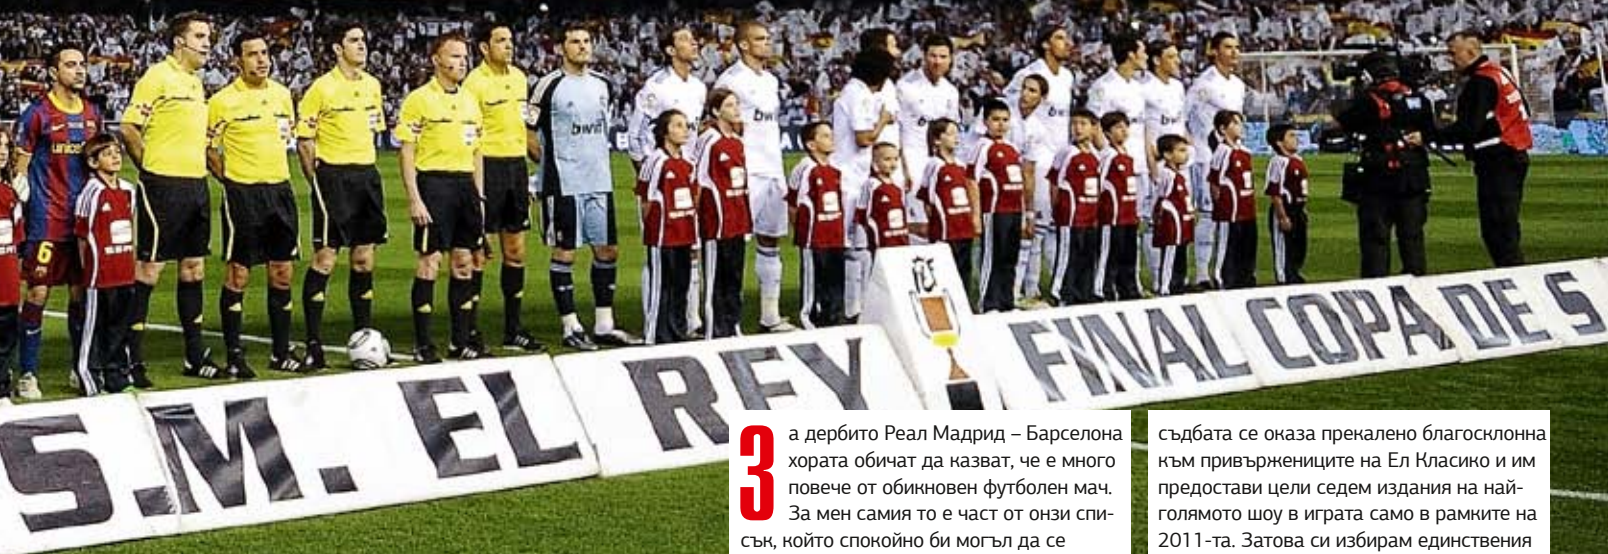 S.M. EL REY FINAL COPA DE S
6
bwin
За дербито Реал Мадрид – Барселона
хората обичат да казват, че е много
повече от обикновен футболен мач.
За мен самия то е част от онзи спи-
сък, който спокойно би могъл да се
съдбата се оказа прекалено благосклонна
към привържениците на Ел Класико и им
предостави цели седем издания на най-
голямото шоу в играта само в рамките на
2011-та. Затова си избирам единствения